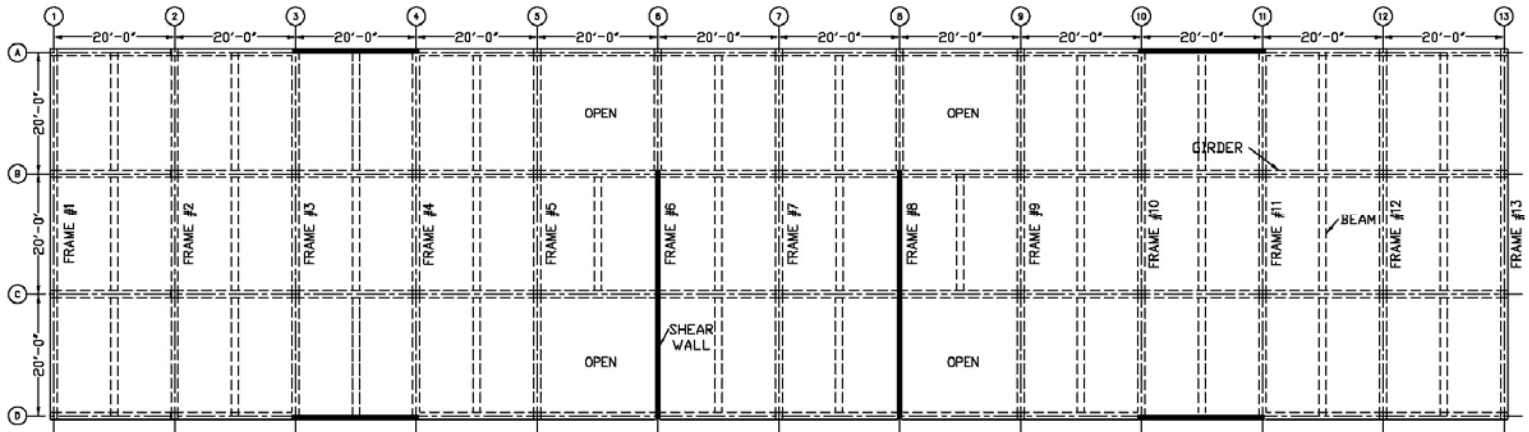 1 2 3 4 5 6 7 8 9 10 11 12 13
20'-0" 20'-0" 20'-0" 20'-0" 20'-0" 20'-0" 20'-0" 20'-0" 20'-0" 20'-0" 20'-0" 20'-0"
A
20'-0"
OPEN OPEN
GIRDER
B
20'-0'
FRAME #1 FRAME #2 FRAME #3 FRAME #4 FRAME #5 FRAME #6 FRAME #7 FRAME #8 FRAME #9 FRAME #10 FRAME #11 FRAME #12 FRAME #13
BEAM
C
20'-0"
SHEAR
WALL
OPEN OPEN
D